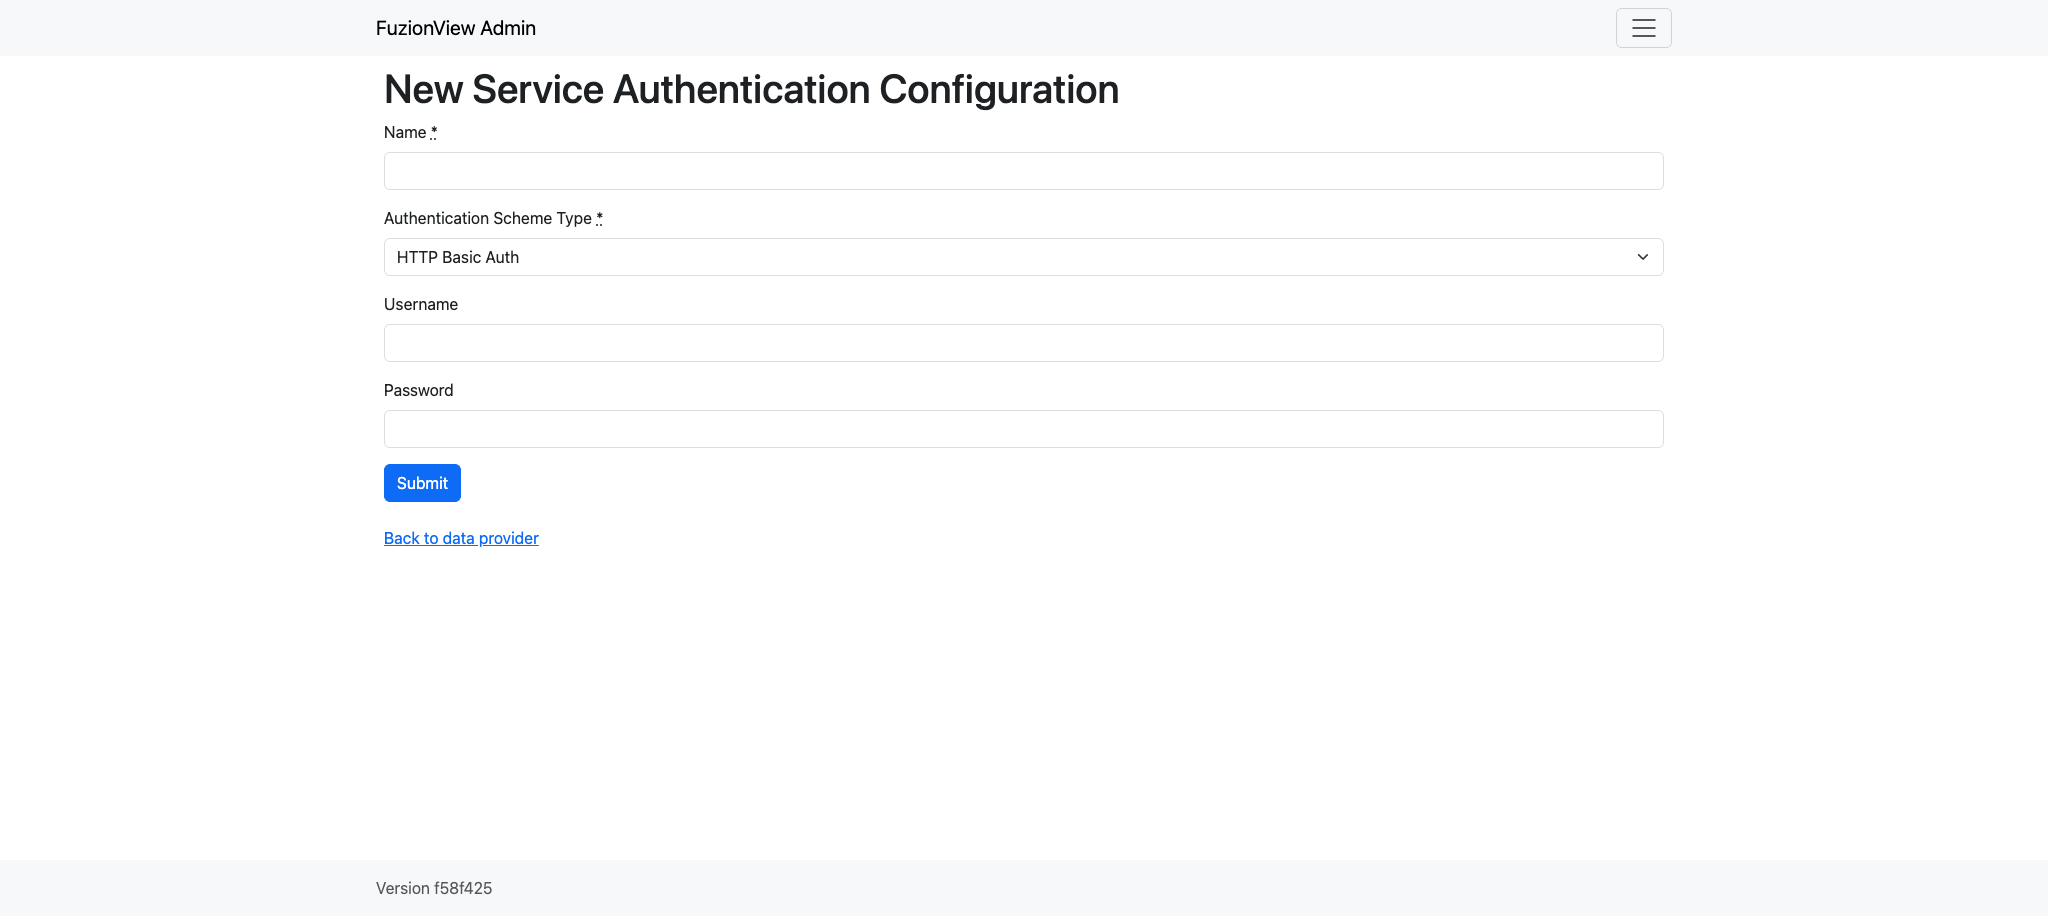 FuzionView Admin
New Service Authentication Configuration
Name *
Authentication Scheme Type *
HTTP Basic Auth
Username
Password
Submit
Back to data provider
Version f58f425